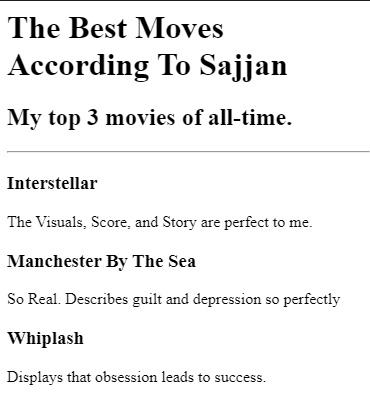 The Best Moves
According To Sajjan
My top 3 movies of all-time.
Interstellar
The Visuals, Score, and Story are perfect to me.
Manchester By The Sea
So Real. Describes guilt and depression so perfectly
Whiplash
Displays that obsession leads to success.